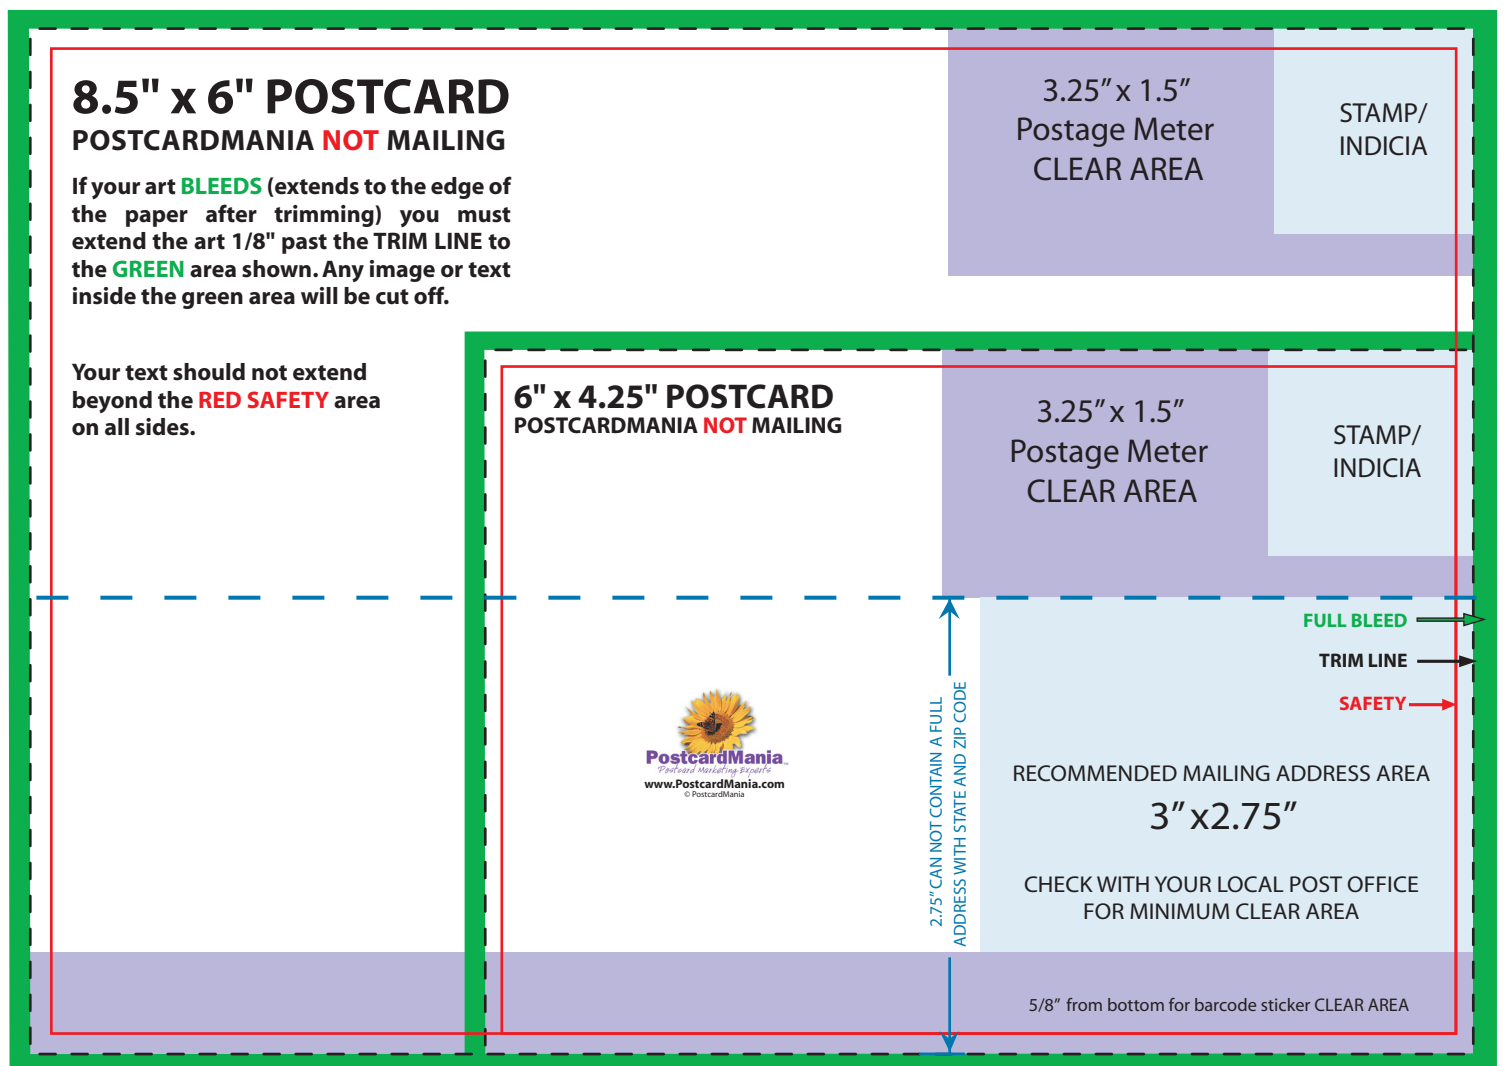 8.5" x 6" POSTCARD
POSTCARDMANIA NOT MAILING
If your art BLEEDS (extends to the edge of
the paper after trimming) you must
extend the art 1/8" past the TRIM LINE to
the GREEN area shown. Any image or text
inside the green area will be cut off.
Your text should not extend
beyond the RED SAFETY area
on all sides.
3.25” x 1.5”
Postage Meter
CLEAR AREA
STAMP/
INDICIA
6" x 4.25" POSTCARD
POSTCARDMANIA NOT MAILING
3.25” x 1.5”
Postage Meter
CLEAR AREA
STAMP/
INDICIA
FULL BLEED
TRIM LINE
SAFETY
PostcardMania™
Postcard Marketing Experts
www.PostcardMania.com
© PostcardMania
2.75” CAN NOT CONTAIN A FULL
ADDRESS WITH STATE AND ZIP CODE
RECOMMENDED MAILING ADDRESS AREA
3” x2.75”
CHECK WITH YOUR LOCAL POST OFFICE
FOR MINIMUM CLEAR AREA
5/8” from bottom for barcode sticker CLEAR AREA